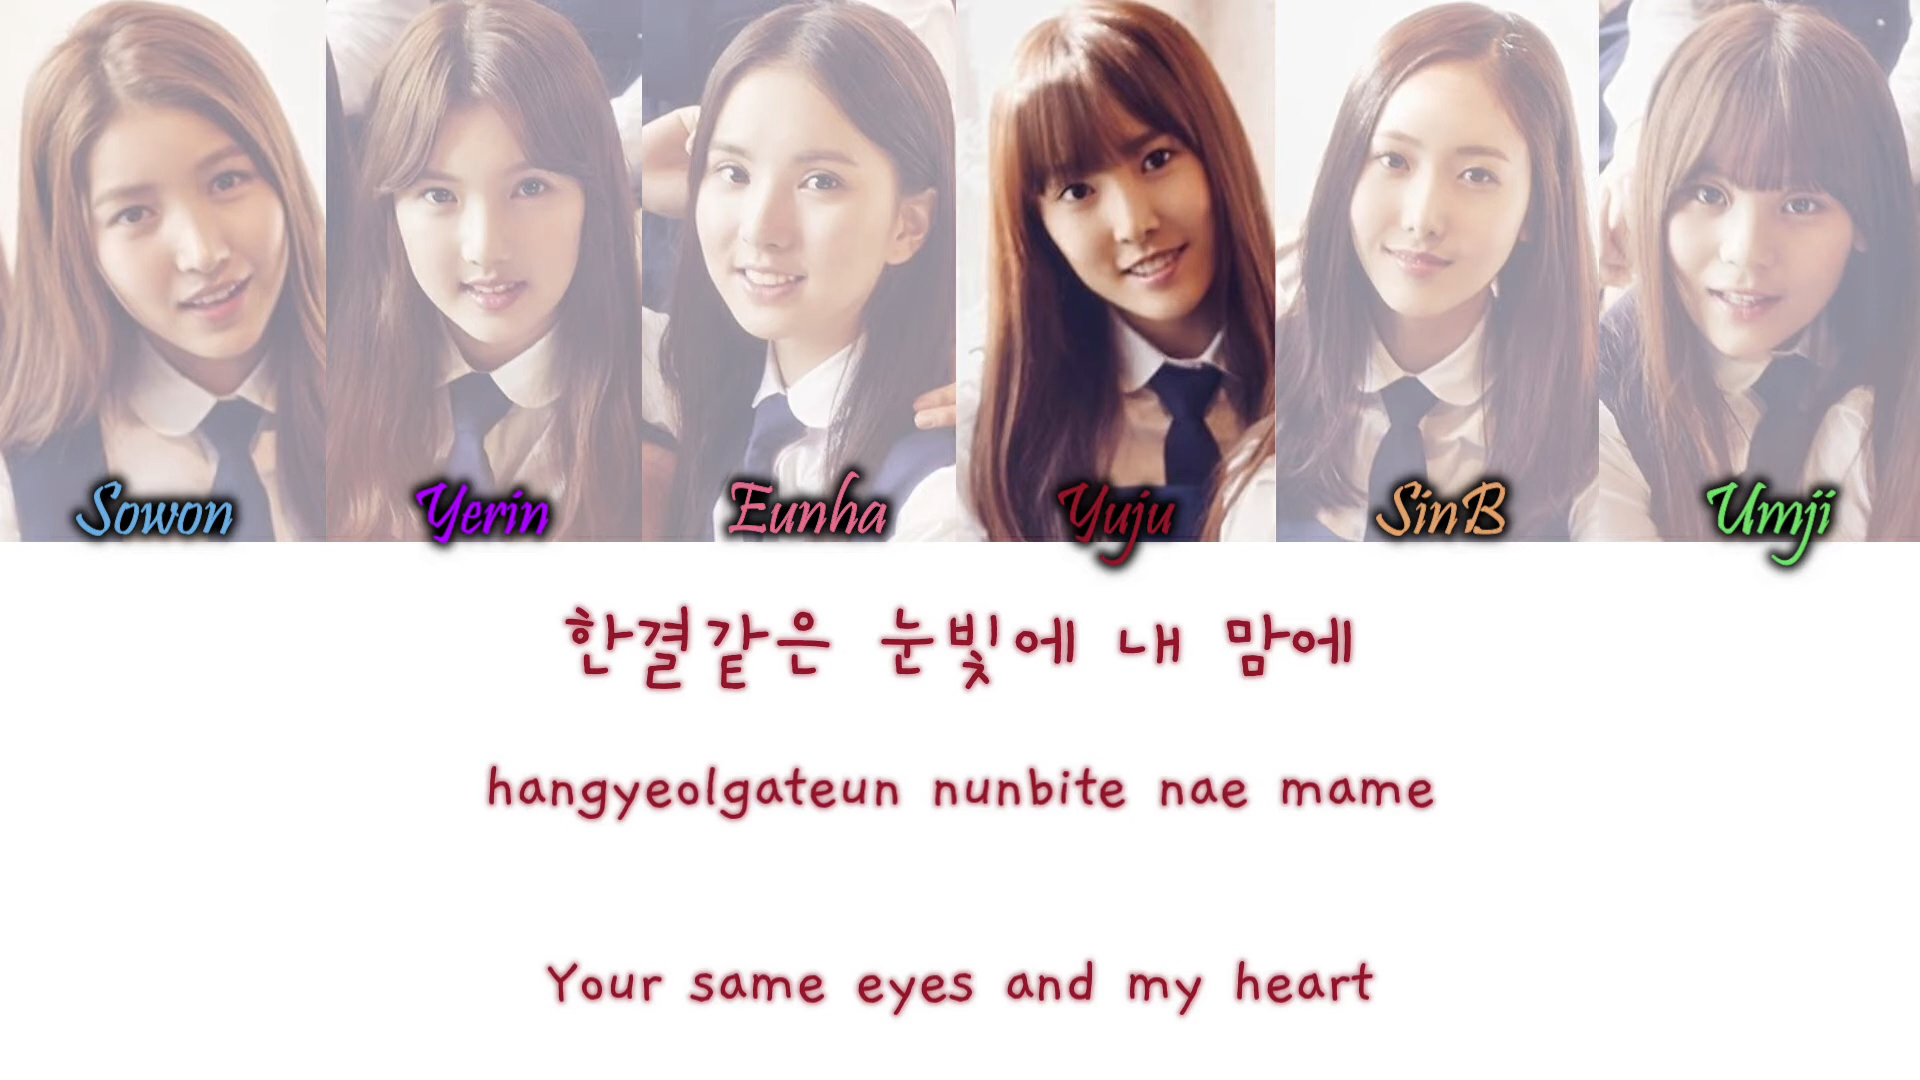 Sowon Yerin Eunha Yuju SinB Umji
한결같은 눈빛에 내 맘에
hangyeolgateun nunbite nae mame
Your same eyes and my heart